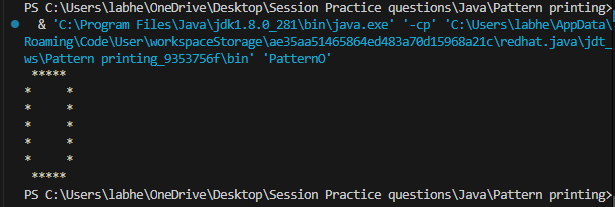 PS C:\Users\labhe\OneDrive\Desktop\Session Practice questions\Java\Pattern printing>
 & 'C:\Program Files\Java\jdk1.8.0_281\bin\java.exe' '-cp' 'C:\Users\labhe\AppData\
Roaming\Code\User\workspaceStorage\ae35aa51465864ed483a70d15968a21c\redhat.java\jdt_
ws\Pattern printing_9353756f\bin' 'PatternO'
 *****
*     *
*     *
*     *
*     *
*     *
 *****
PS C:\Users\labhe\OneDrive\Desktop\Session Practice questions\Java\Pattern printing>